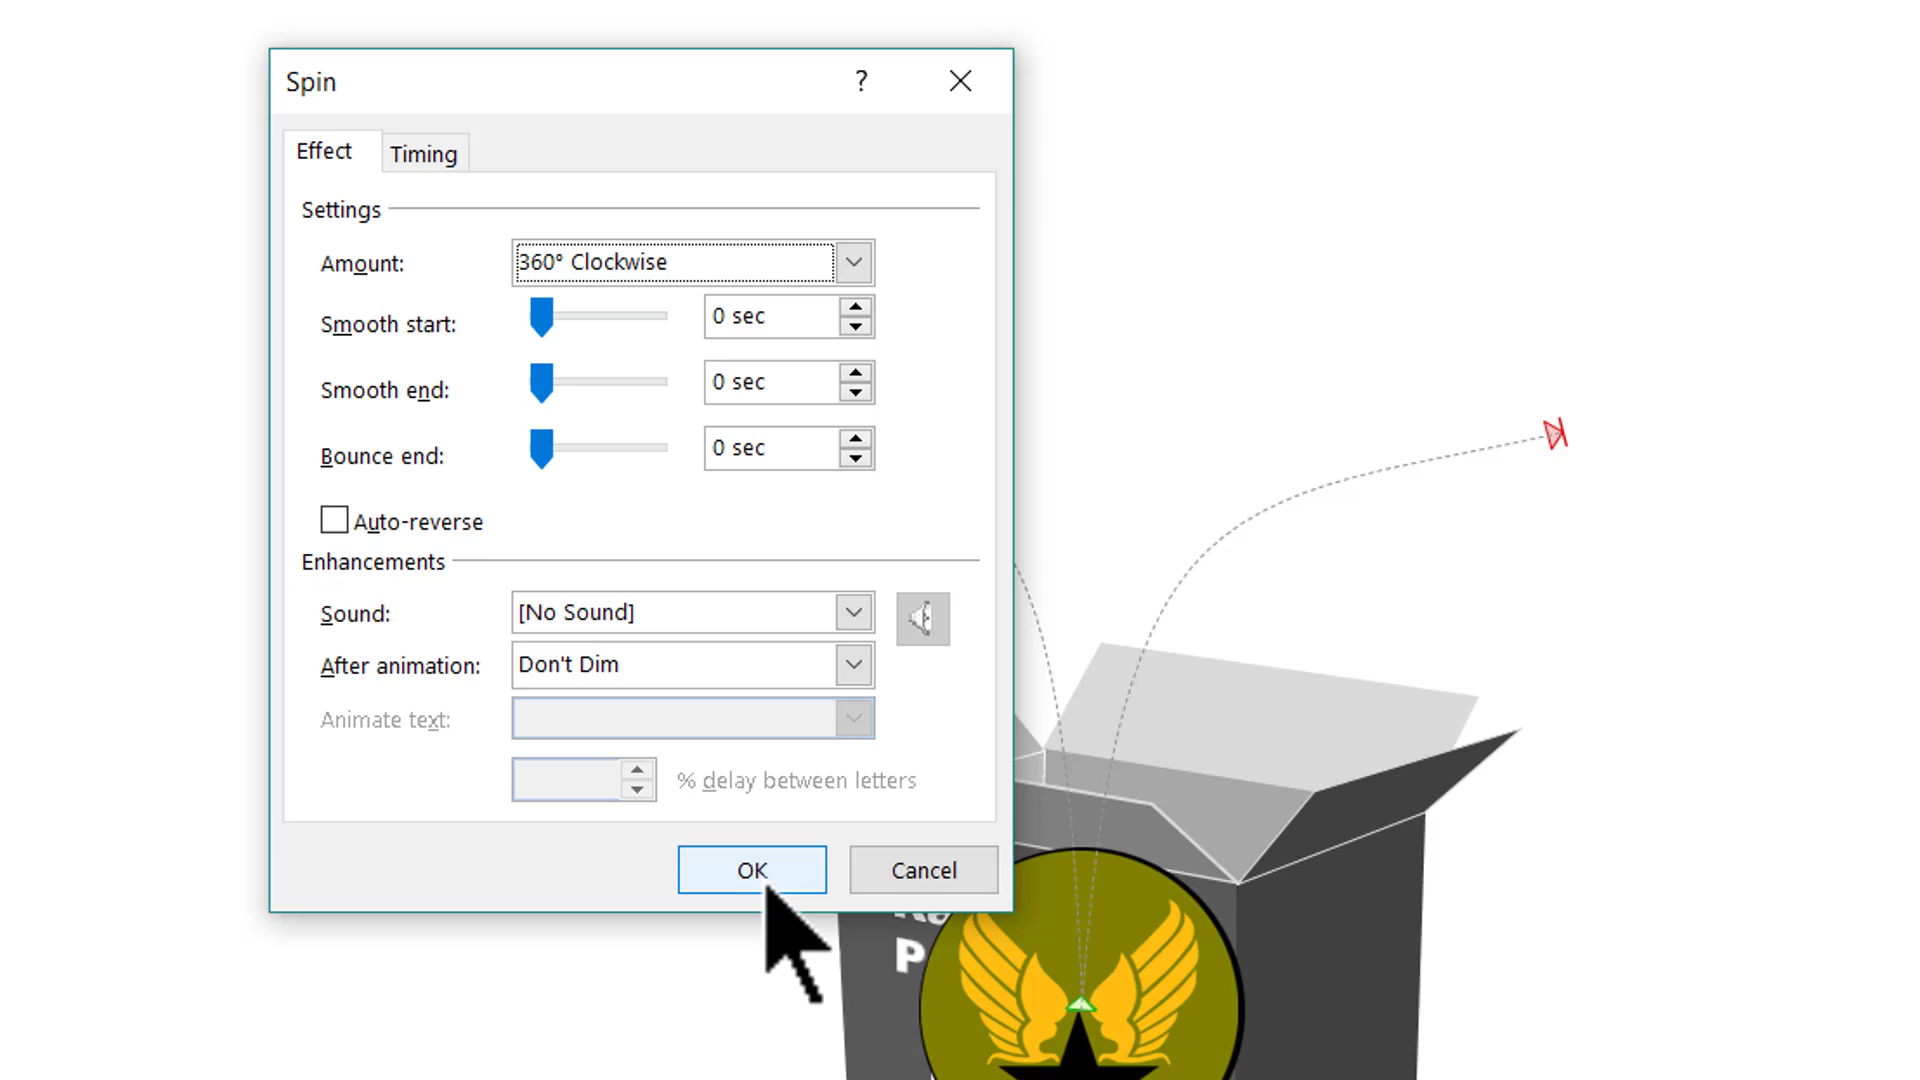 Spin
?
Effect
Timing
Settings
Amount:
360° Clockwise
Smooth start:
0 sec
Smooth end:
0 sec
Bounce end:
0 sec
Auto-reverse
Enhancements
Sound:
[No Sound]
After animation:
Don't Dim
Animate text:
% delay between letters
OK
Cancel
P